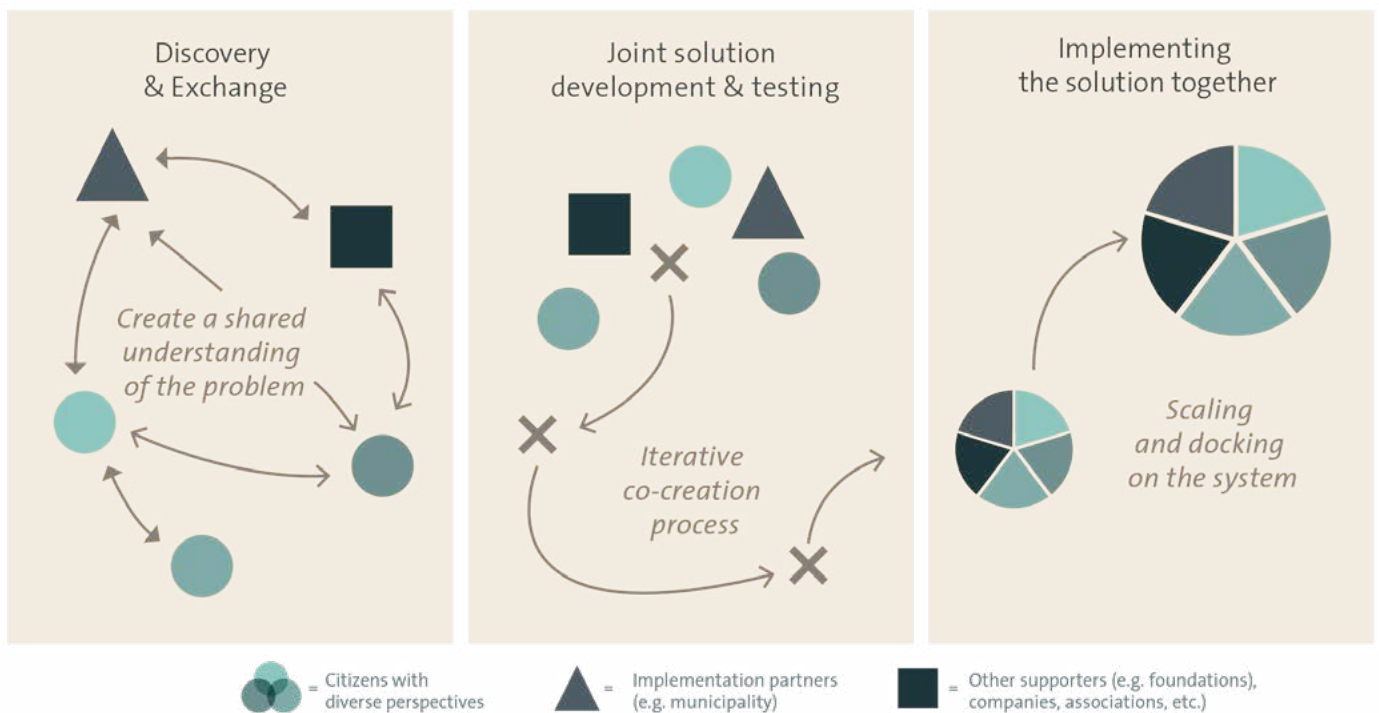 Discovery
& Exchange
Create a shared
understanding
of the problem
Joint solution
development & testing
Iterative
co-creation
process
Implementing
the solution together
Scaling
and docking
on the system
= Citizens with
diverse perspectives
= Implementation partners
(e.g. municipality)
= Other supporters (e.g. foundations),
companies, associations, etc.)